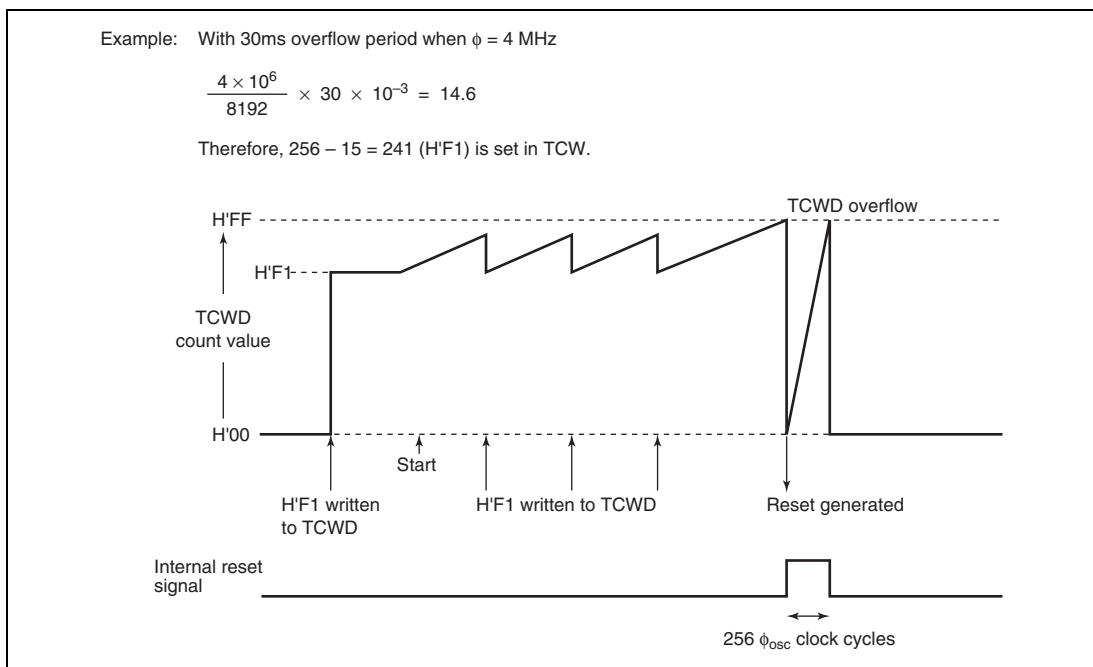 Example: With 30ms overflow period when ϕ = 4 MHz
4 × 10⁶
8192
× 30 × 10⁻³ = 14.6
Therefore, 256 – 15 = 241 (H'F1) is set in TCW.
TCWD overflow
H'FF
H'F1
TCWD
count value
H'00
Start
H'F1 written
to TCWD
H'F1 written to TCWD
Reset generated
Internal reset
signal
256 ϕosc clock cycles